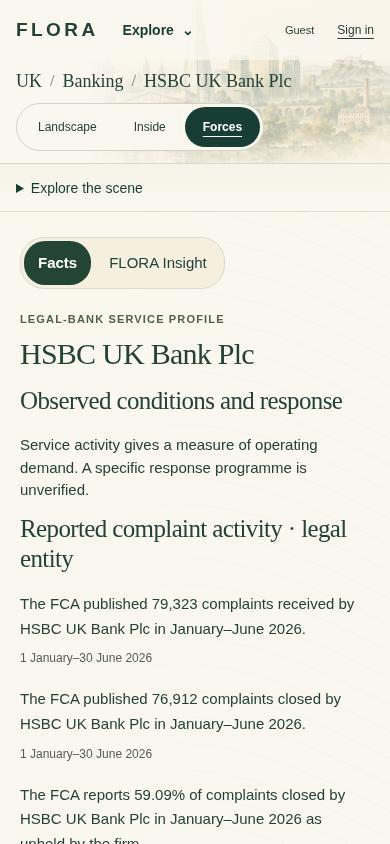 FLORA Explore Guest Sign in
UK / Banking / HSBC UK Bank Plc
Landscape Inside Forces
Explore the scene
Facts FLORA Insight
LEGAL-BANK SERVICE PROFILE
HSBC UK Bank Plc
Observed conditions and response
Service activity gives a measure of operating
demand. A specific response programme is
unverified.
Reported complaint activity · legal
entity
The FCA published 79,323 complaints received by
HSBC UK Bank Plc in January–June 2026.
1 January–30 June 2026
The FCA published 76,912 complaints closed by
HSBC UK Bank Plc in January–June 2026.
1 January–30 June 2026
The FCA reports 59.09% of complaints closed by
HSBC UK Bank Plc in January–June 2026 as
upheld by the firm.